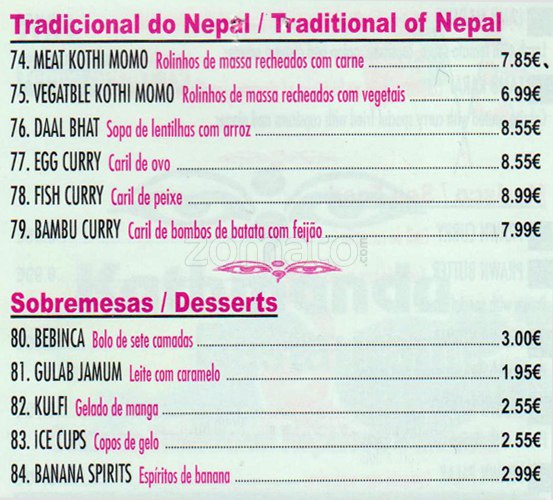 Tradicional do Nepal / Traditional of Nepal
74. MEAT KOTHI MOMO Rolinhos de massa recheados com carne 7.85€
75. VEGATBLE KOTHI MOMO Rolinhos de massa recheados com vegetais 6.99€
76. DAAL BHAT Sopa de lentilhas com arroz 8.55€
77. EGG CURRY Caril de ovo 8.55€
78. FISH CURRY Caril de peixe 8.99€
79. BAMBU CURRY Caril de bombos de batata com feijão 7.99€
zomato.com
Sobremesas / Desserts
80. BEBINCA Bolo de sete camadas 3.00€
81. GULAB JAMUM Leite com caramelo 1.95€
82. KULFI Gelado de manga 2.55€
83. ICE CUPS Copos de gelo 2.55€
84. BANANA SPIRITS Espíritos de banana 2.99€